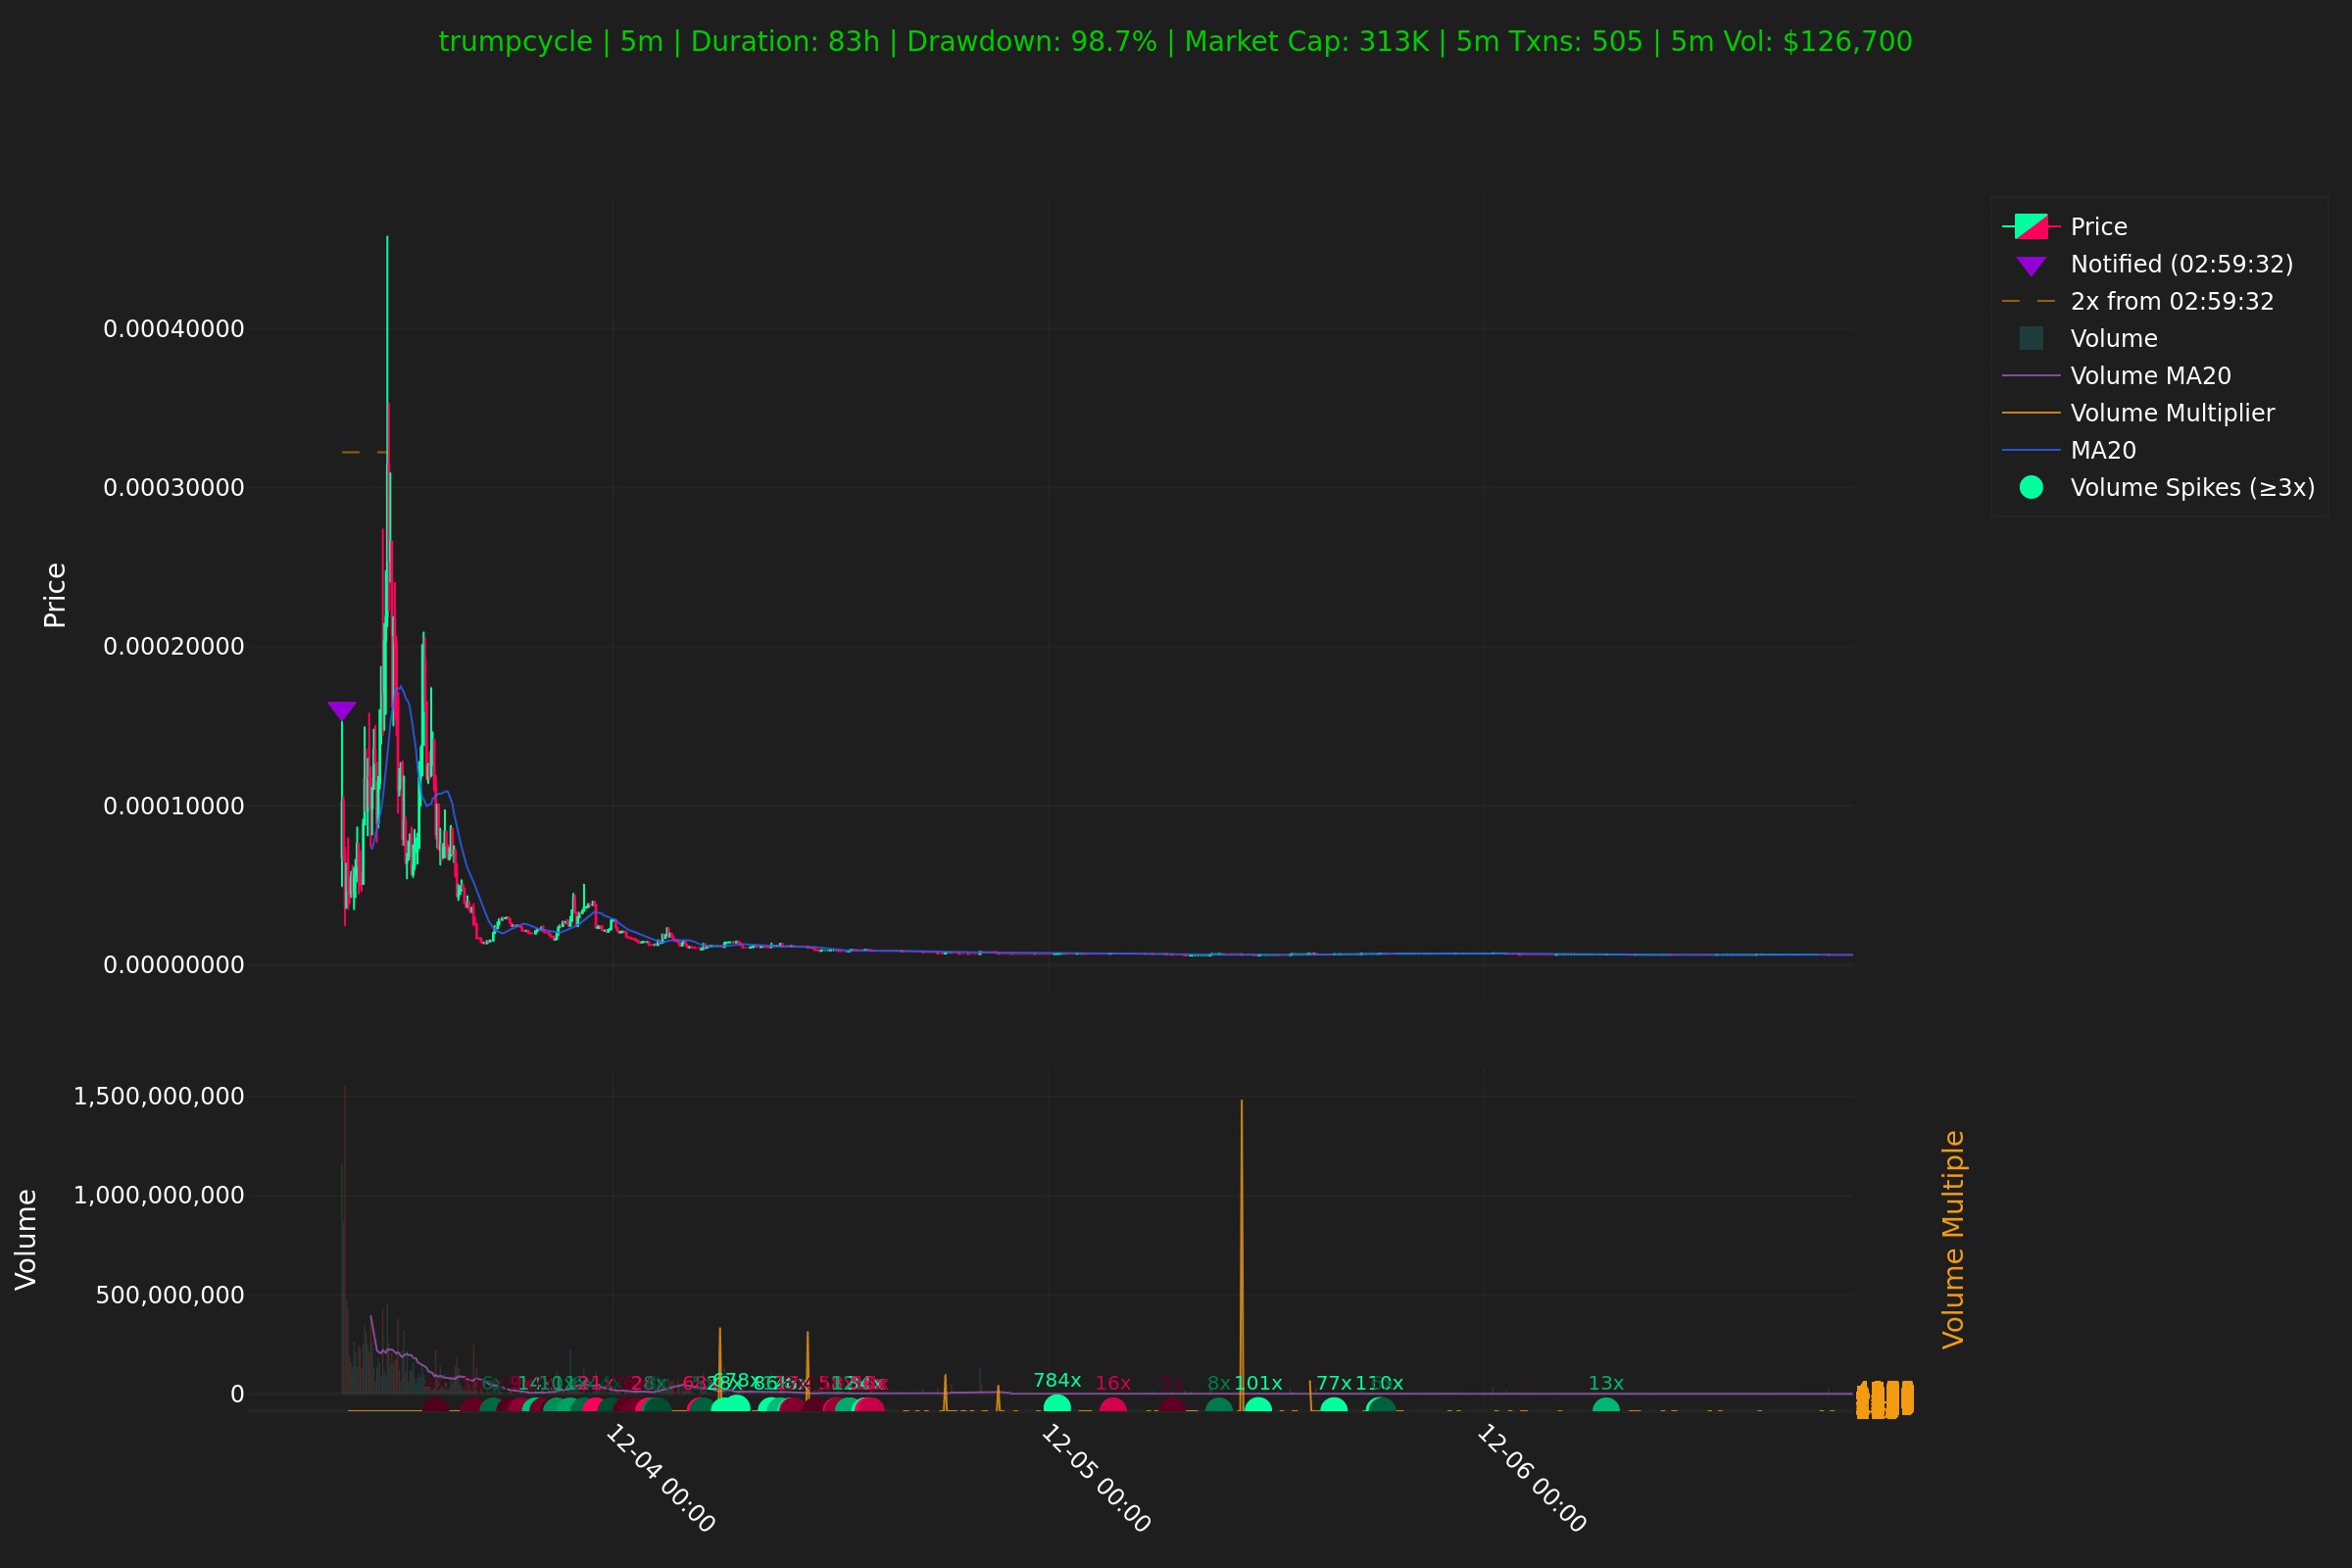 trumpcycle | 5m | Duration: 83h | Drawdown: 98.7% | Market Cap: 313K | 5m Txns: 505 | 5m Vol: $126,700
Price
Notified (02:59:32)
2x from 02:59:32
Volume
Volume MA20
Volume Multiplier
MA20
Volume Spikes (≥3x)
Price
0.00040000
0.00030000
0.00020000
0.00010000
0.00000000
Volume
1,500,000,000
1,000,000,000
500,000,000
0
784x
16x
8x
101x
77x
110x
13x
Volume Multiple
12-04 00:00
12-05 00:00
12-06 00:00